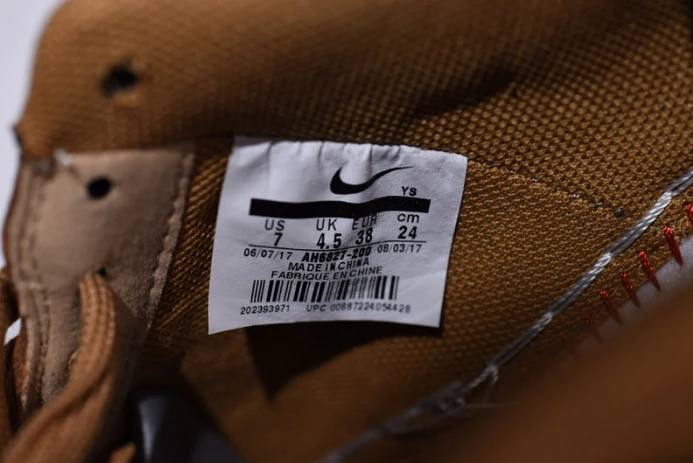 YS
US UK EUR cm
7 4.5 38 24
06/07/17 AH6827-200 08/03/17
MADE IN CHINA
FABRIQUE EN CHINE
202393971 UPC 00887224054428